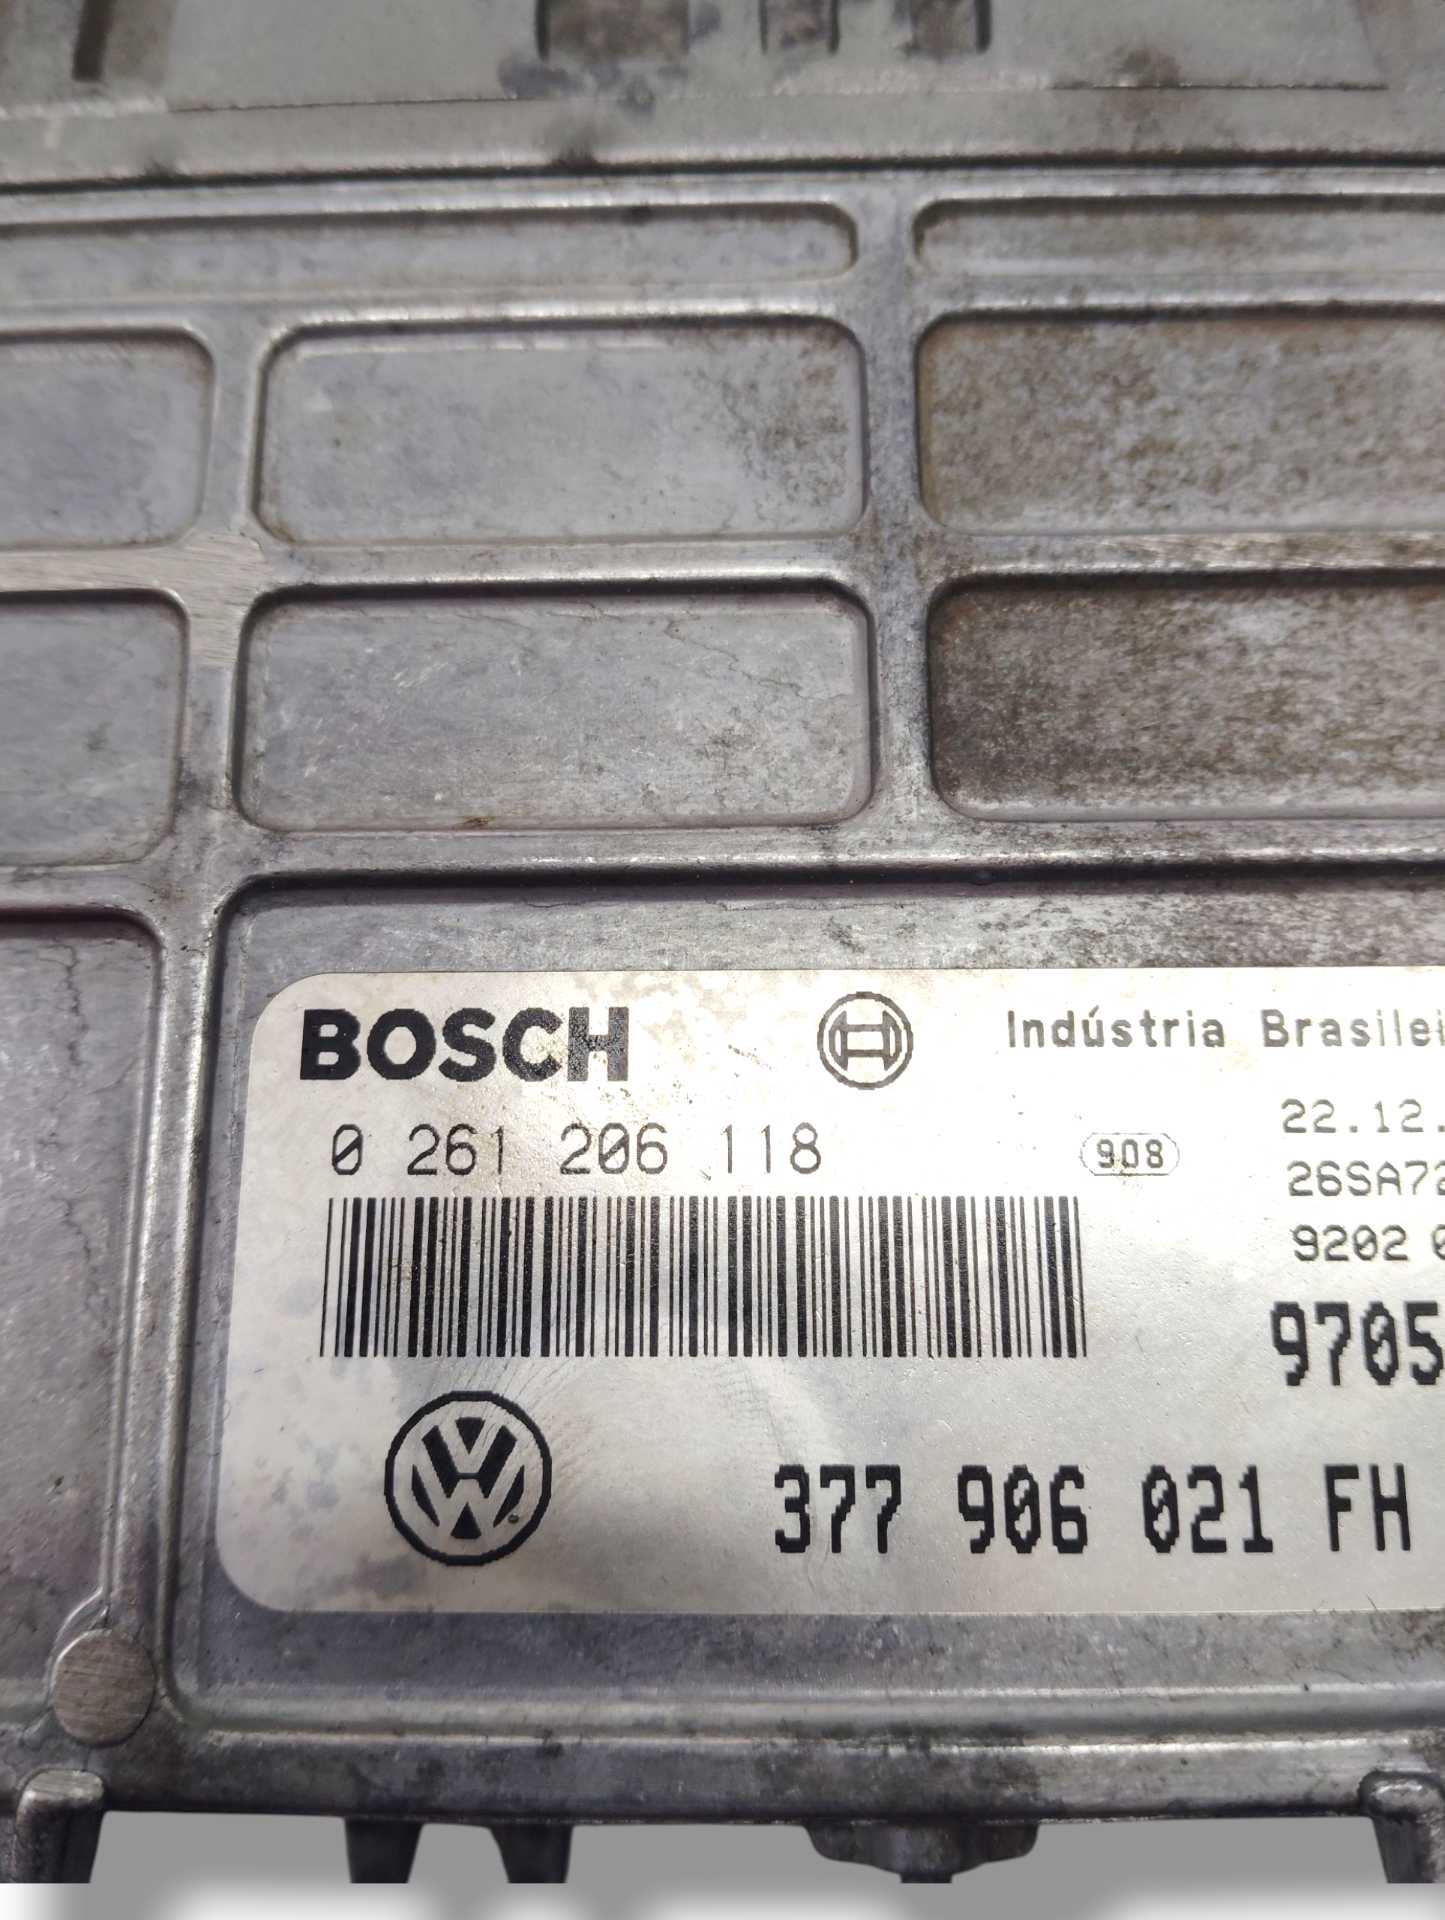 BOSCH
Indústria Brasilei
0 261 206 118
908
22.12.
26SA72
9202 0
9705
377 906 021 FH